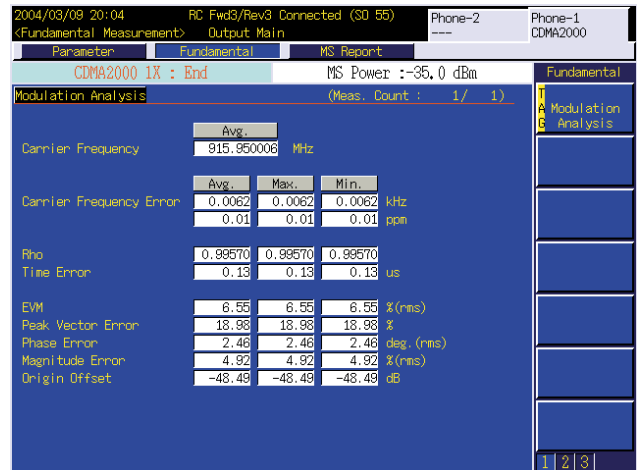 2004/03/09 20:04 RC Fwd3/Rev3 Connected (SO 55) Phone-2 Phone-1
<Fundamental Measurement> Output Main --- CDMA2000
Parameter Fundamental MS Report
CDMA2000 1X : End MS Power :-35.0 dBm Fundamental
Modulation Analysis (Meas. Count : 1/ 1)
TAG Modulation Analysis
Avg.
Carrier Frequency 915.950006 MHz
Avg. Max. Min.
Carrier Frequency Error 0.0062 0.0062 0.0062 kHz
0.01 0.01 0.01 ppm
Rho 0.99570 0.99570 0.99570
Time Error 0.13 0.13 0.13 us
EVM 6.55 6.55 6.55 %(rms)
Peak Vector Error 18.98 18.98 18.98 %
Phase Error 2.46 2.46 2.46 deg.(rms)
Magnitude Error 4.92 4.92 4.92 %(rms)
Origin Offset -48.49 -48.49 -48.49 dB
1 2 3